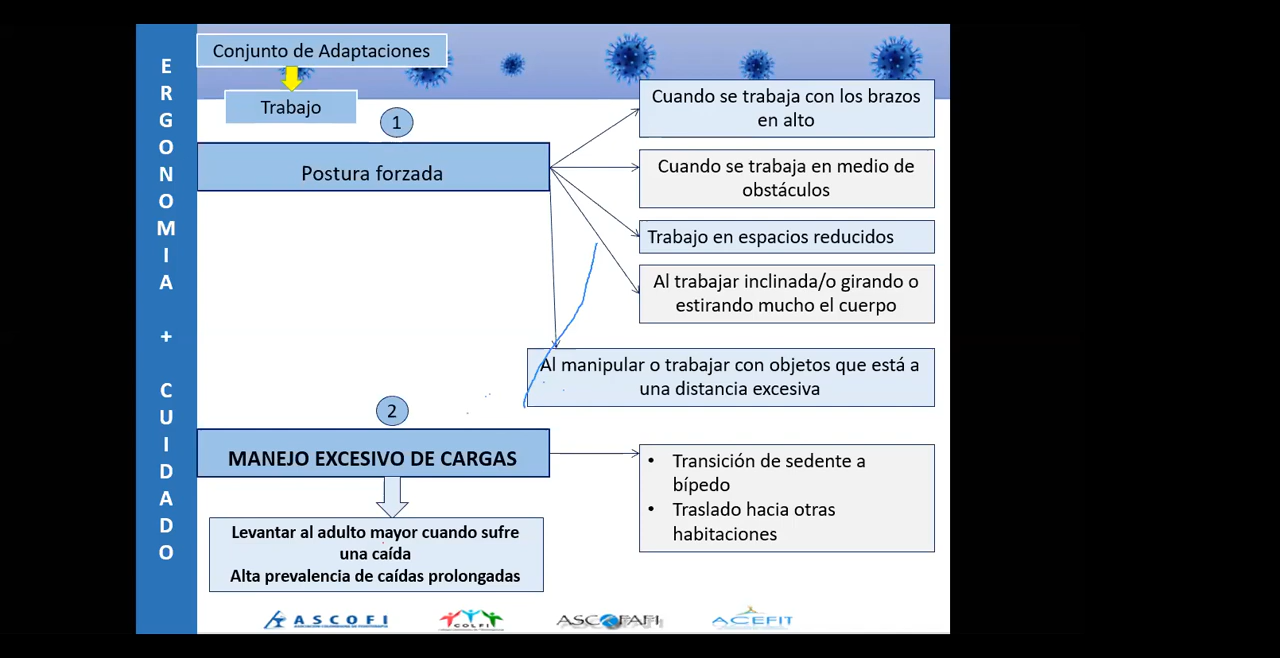 ERGONOMIA + CUIDADO
Conjunto de Adaptaciones
Trabajo
1
Postura forzada
Cuando se trabaja con los brazos
en alto
Cuando se trabaja en medio de
obstáculos
Trabajo en espacios reducidos
Al trabajar inclinada/o girando o
estirando mucho el cuerpo
Al manipular o trabajar con objetos que está a
una distancia excesiva
2
MANEJO EXCESIVO DE CARGAS
• Transición de sedente a
bípedo
• Traslado hacia otras
habitaciones
Levantar al adulto mayor cuando sufre
una caída
Alta prevalencia de caídas prolongadas
ASCOFI
COLFI
ASCOFAFI
ACEFIT